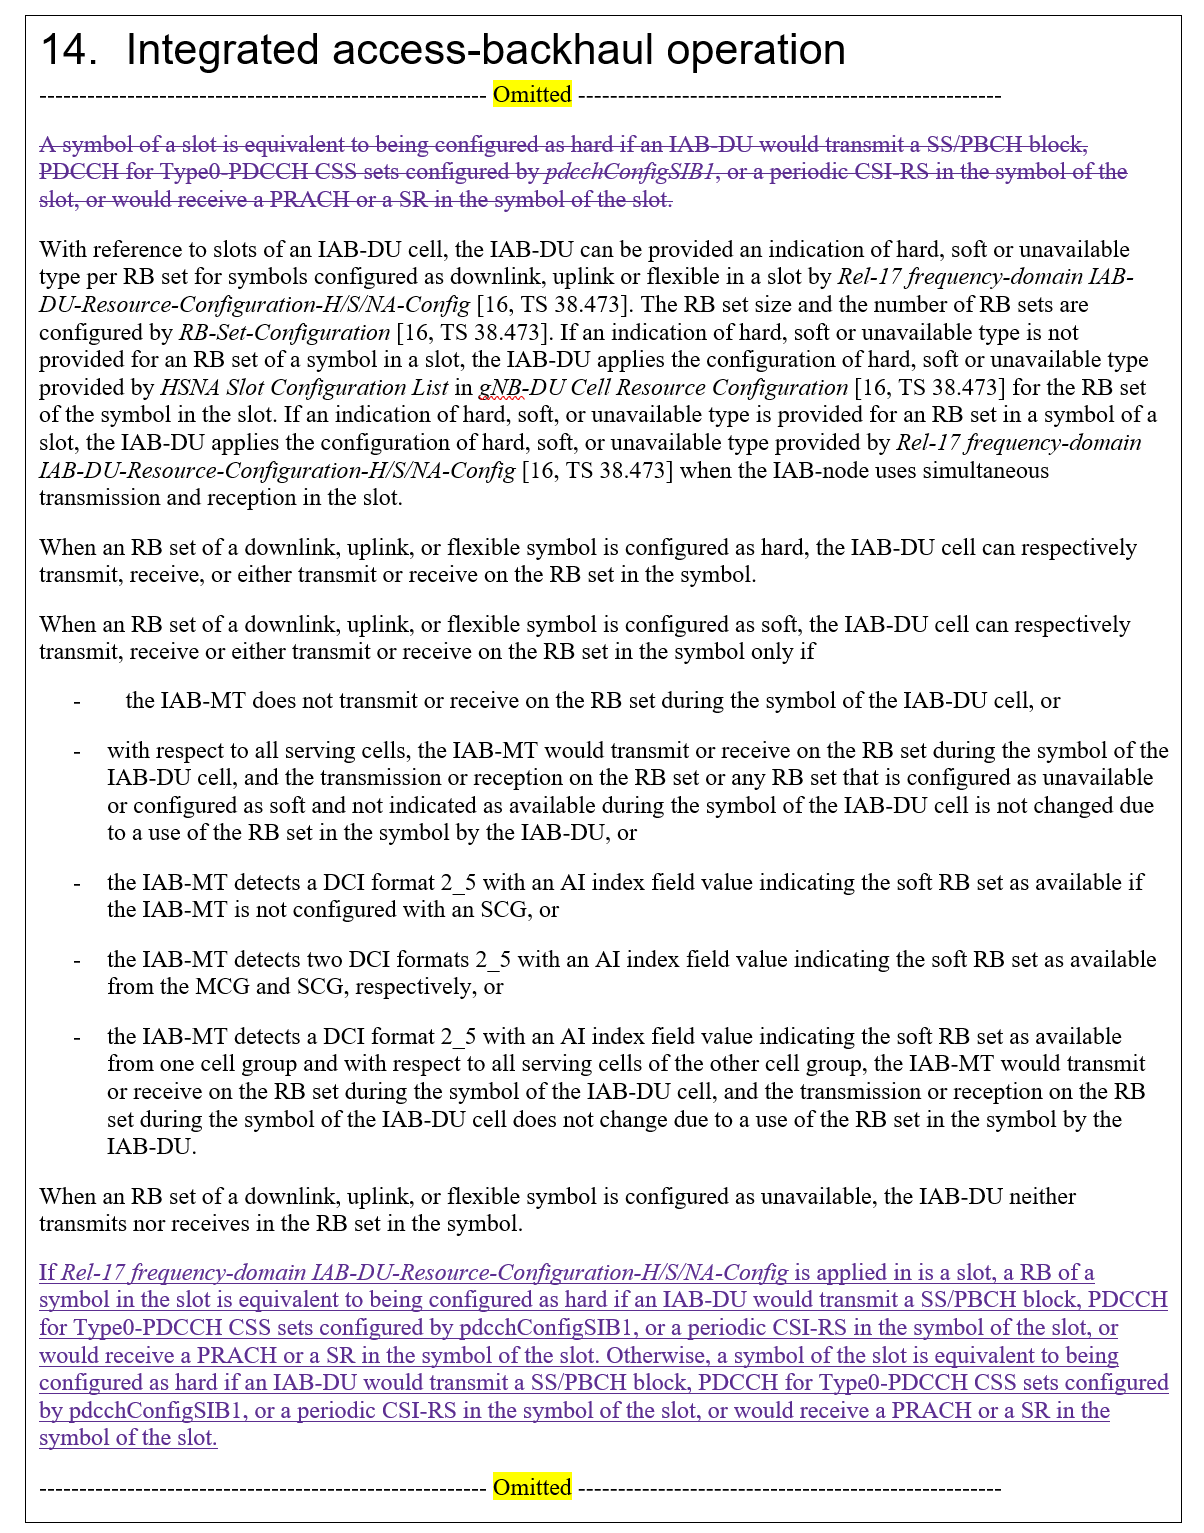 14. Integrated access-backhaul operation
-------------------------------------------------------- Omitted -----------------------------------------------------
A symbol of a slot is equivalent to being configured as hard if an IAB-DU would transmit a SS/PBCH block,
PDCCH for Type0-PDCCH CSS sets configured by pdcchConfigSIB1, or a periodic CSI-RS in the symbol of the
slot, or would receive a PRACH or a SR in the symbol of the slot.
With reference to slots of an IAB-DU cell, the IAB-DU can be provided an indication of hard, soft or unavailable
type per RB set for symbols configured as downlink, uplink or flexible in a slot by Rel-17 frequency-domain IAB-
DU-Resource-Configuration-H/S/NA-Config [16, TS 38.473]. The RB set size and the number of RB sets are
configured by RB-Set-Configuration [16, TS 38.473]. If an indication of hard, soft or unavailable type is not
provided for an RB set of a symbol in a slot, the IAB-DU applies the configuration of hard, soft or unavailable type
provided by HSNA Slot Configuration List in gNB-DU Cell Resource Configuration [16, TS 38.473] for the RB set
of the symbol in the slot. If an indication of hard, soft, or unavailable type is provided for an RB set in a symbol of a
slot, the IAB-DU applies the configuration of hard, soft, or unavailable type provided by Rel-17 frequency-domain
IAB-DU-Resource-Configuration-H/S/NA-Config [16, TS 38.473] when the IAB-node uses simultaneous
transmission and reception in the slot.
When an RB set of a downlink, uplink, or flexible symbol is configured as hard, the IAB-DU cell can respectively
transmit, receive, or either transmit or receive on the RB set in the symbol.
When an RB set of a downlink, uplink, or flexible symbol is configured as soft, the IAB-DU cell can respectively
transmit, receive or either transmit or receive on the RB set in the symbol only if
- the IAB-MT does not transmit or receive on the RB set during the symbol of the IAB-DU cell, or
- with respect to all serving cells, the IAB-MT would transmit or receive on the RB set during the symbol of the
IAB-DU cell, and the transmission or reception on the RB set or any RB set that is configured as unavailable
or configured as soft and not indicated as available during the symbol of the IAB-DU cell is not changed due
to a use of the RB set in the symbol by the IAB-DU, or
- the IAB-MT detects a DCI format 2_5 with an AI index field value indicating the soft RB set as available if
the IAB-MT is not configured with an SCG, or
- the IAB-MT detects two DCI formats 2_5 with an AI index field value indicating the soft RB set as available
from the MCG and SCG, respectively, or
- the IAB-MT detects a DCI format 2_5 with an AI index field value indicating the soft RB set as available
from one cell group and with respect to all serving cells of the other cell group, the IAB-MT would transmit
or receive on the RB set during the symbol of the IAB-DU cell, and the transmission or reception on the RB
set during the symbol of the IAB-DU cell does not change due to a use of the RB set in the symbol by the
IAB-DU.
When an RB set of a downlink, uplink, or flexible symbol is configured as unavailable, the IAB-DU neither
transmits nor receives in the RB set in the symbol.
If Rel-17 frequency-domain IAB-DU-Resource-Configuration-H/S/NA-Config is applied in is a slot, a RB of a
symbol in the slot is equivalent to being configured as hard if an IAB-DU would transmit a SS/PBCH block, PDCCH
for Type0-PDCCH CSS sets configured by pdcchConfigSIB1, or a periodic CSI-RS in the symbol of the slot, or
would receive a PRACH or a SR in the symbol of the slot. Otherwise, a symbol of the slot is equivalent to being
configured as hard if an IAB-DU would transmit a SS/PBCH block, PDCCH for Type0-PDCCH CSS sets configured
by pdcchConfigSIB1, or a periodic CSI-RS in the symbol of the slot, or would receive a PRACH or a SR in the
symbol of the slot.
-------------------------------------------------------- Omitted -----------------------------------------------------